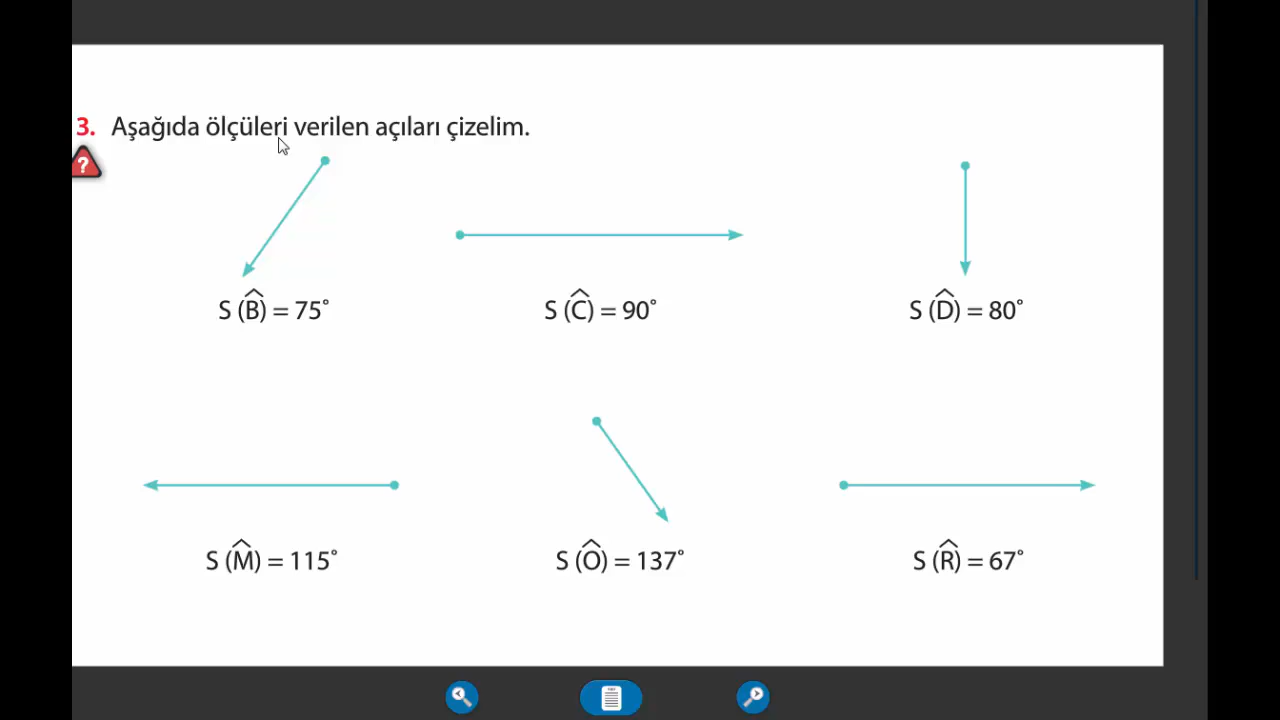 3. Aşağıda ölçüleri verilen açıları çizelim.
?
S (B̂) = 75° S (Ĉ) = 90° S (D̂) = 80°
S (M̂) = 115° S (Ô) = 137° S (R̂) = 67°